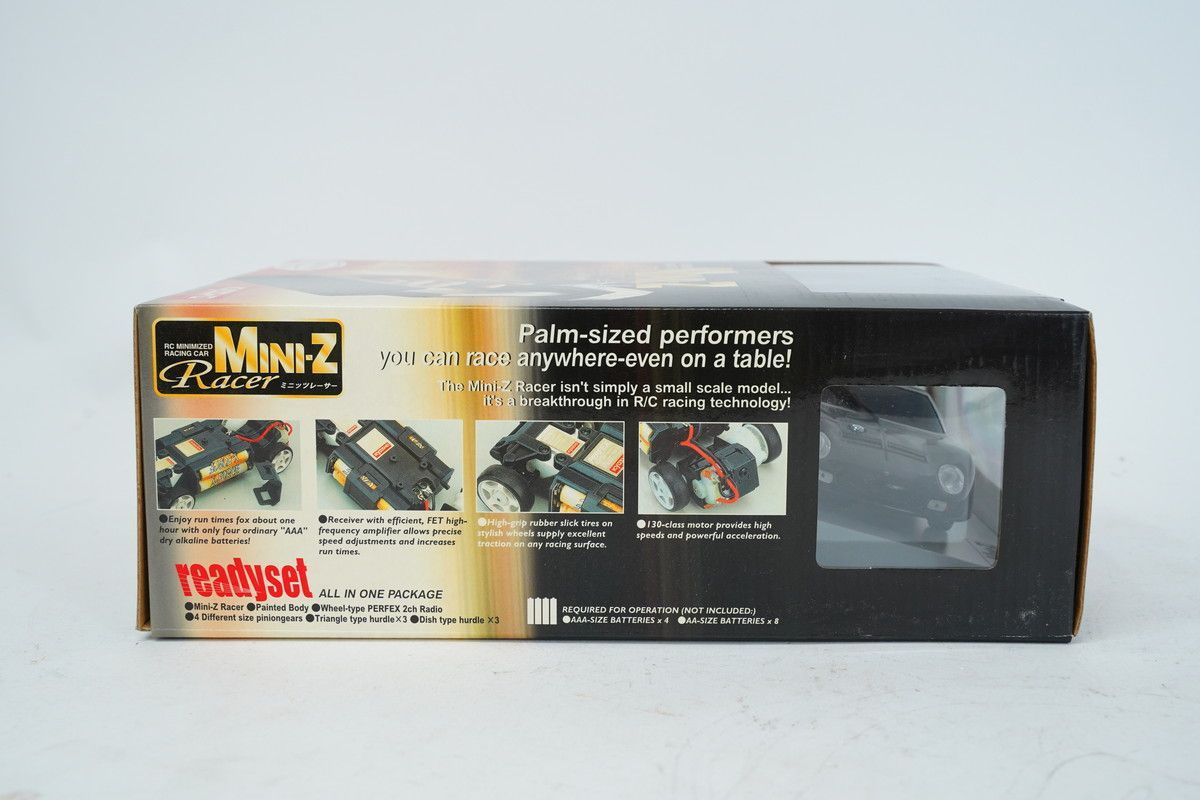 RC MINIMIZED
RACING CAR
MINI-Z
Racer ミニッツレーサー
Palm-sized performers
you can race anywhere-even on a table!
The Mini-Z Racer isn't simply a small scale model...
it's a breakthrough in R/C racing technology!
●Enjoy run times fox about one
hour with only four ordinary "AAA"
dry alkaline batteries!
●Receiver with efficient, FET high-
frequency amplifier allows precise
speed adjustments and increases
run times.
●High-grip rubber slick tires on
stylish wheels supply excellent
traction on any racing surface.
●130-class motor provides high
speeds and powerful acceleration.
readyset ALL IN ONE PACKAGE
●Mini-Z Racer ●Painted Body ●Wheel-type PERFEX 2ch Radio
●4 Different size piniongears ●Triangle type hurdle×3 ●Dish type hurdle ×3
REQUIRED FOR OPERATION (NOT INCLUDED:)
●AAA-SIZE BATTERIES x 4 ●AA-SIZE BATTERIES x 8